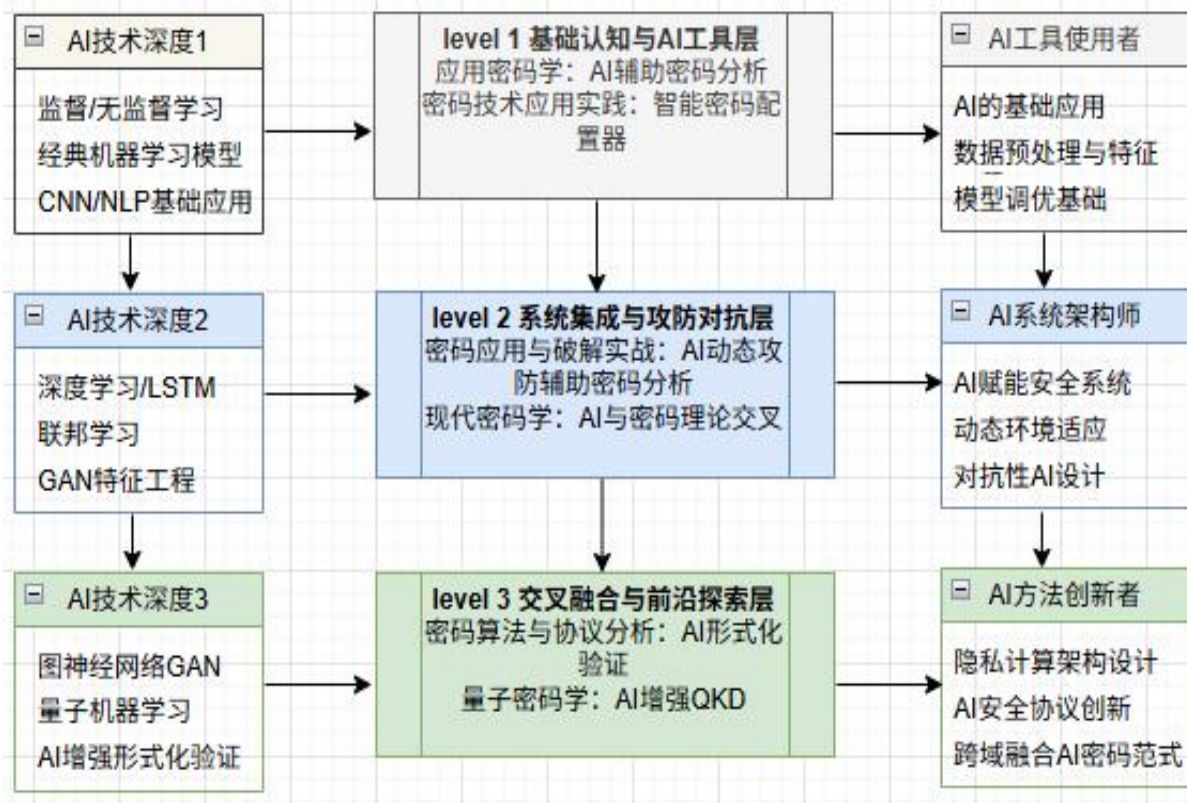 AI技术深度1
监督/无监督学习
经典机器学习模型
CNN/NLP基础应用
level 1 基础认知与AI工具层
应用密码学：AI辅助密码分析
密码技术应用实践：智能密码配
置器
AI工具使用者
AI的基础应用
数据预处理与特征
模型调优基础
AI技术深度2
深度学习/LSTM
联邦学习
GAN特征工程
level 2 系统集成与攻防对抗层
密码应用与破解实战：AI动态攻
防辅助密码分析
现代密码学：AI与密码理论交叉
AI系统架构师
AI赋能安全系统
动态环境适应
对抗性AI设计
AI技术深度3
图神经网络GAN
量子机器学习
AI增强形式化验证
level 3 交叉融合与前沿探索层
密码算法与协议分析：AI形式化
验证
量子密码学：AI增强QKD
AI方法创新者
隐私计算架构设计
AI安全协议创新
跨域融合AI密码范式